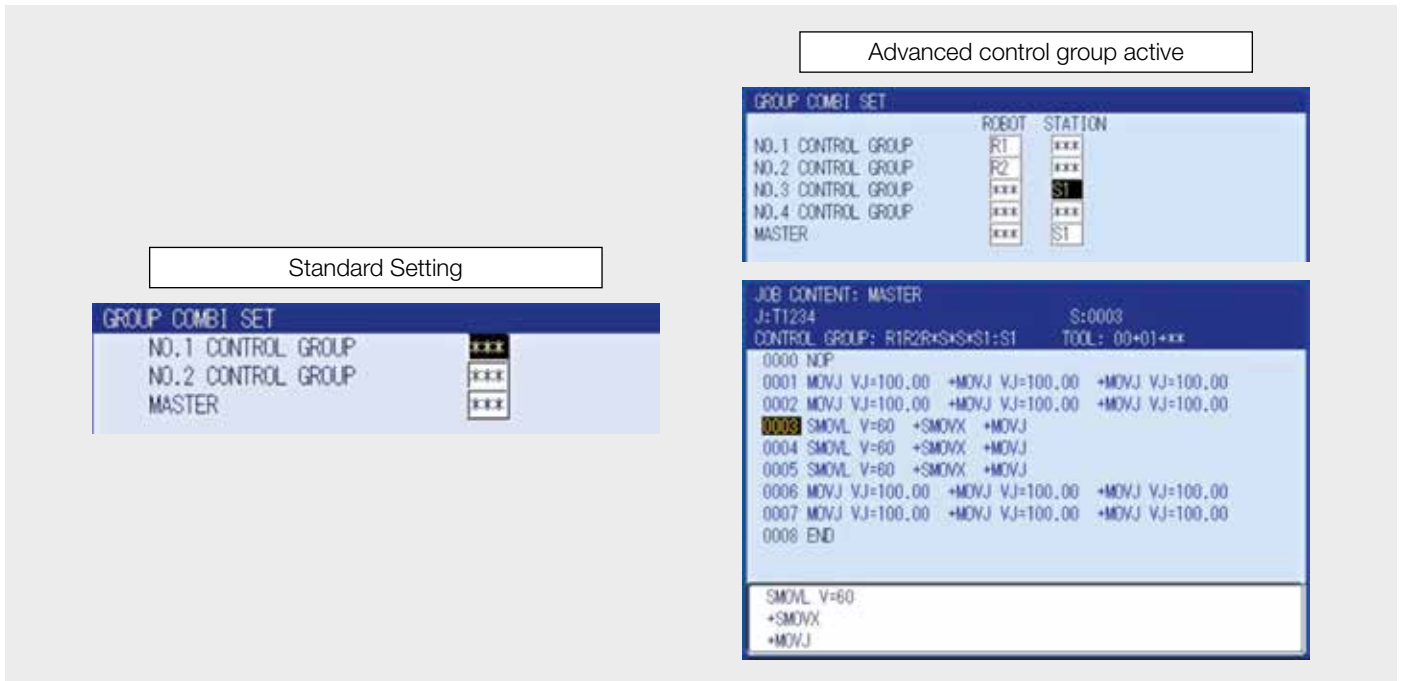 Standard Setting
GROUP COMBI SET
NO.1 CONTROL GROUP ***
NO.2 CONTROL GROUP ***
MASTER ***
Advanced control group active
GROUP COMBI SET
ROBOT STATION
NO.1 CONTROL GROUP R1 ***
NO.2 CONTROL GROUP R2 ***
NO.3 CONTROL GROUP *** S1
NO.4 CONTROL GROUP *** ***
MASTER *** S1
JOB CONTENT: MASTER
J:T1234 S:0003
CONTROL GROUP: R1R2R*S*S*S1:S1 TOOL: 00+01+**
0000 NOP
0001 MOVJ VJ=100.00 +MOVJ VJ=100.00 +MOVJ VJ=100.00
0002 MOVJ VJ=100.00 +MOVJ VJ=100.00 +MOVJ VJ=100.00
0003 SMOVL V=60 +SMOVX +MOVJ
0004 SMOVL V=60 +SMOVX +MOVJ
0005 SMOVL V=60 +SMOVX +MOVJ
0006 MOVJ VJ=100.00 +MOVJ VJ=100.00 +MOVJ VJ=100.00
0007 MOVJ VJ=100.00 +MOVJ VJ=100.00 +MOVJ VJ=100.00
0008 END
SMOVL V=60
+SMOVX
+MOVJ